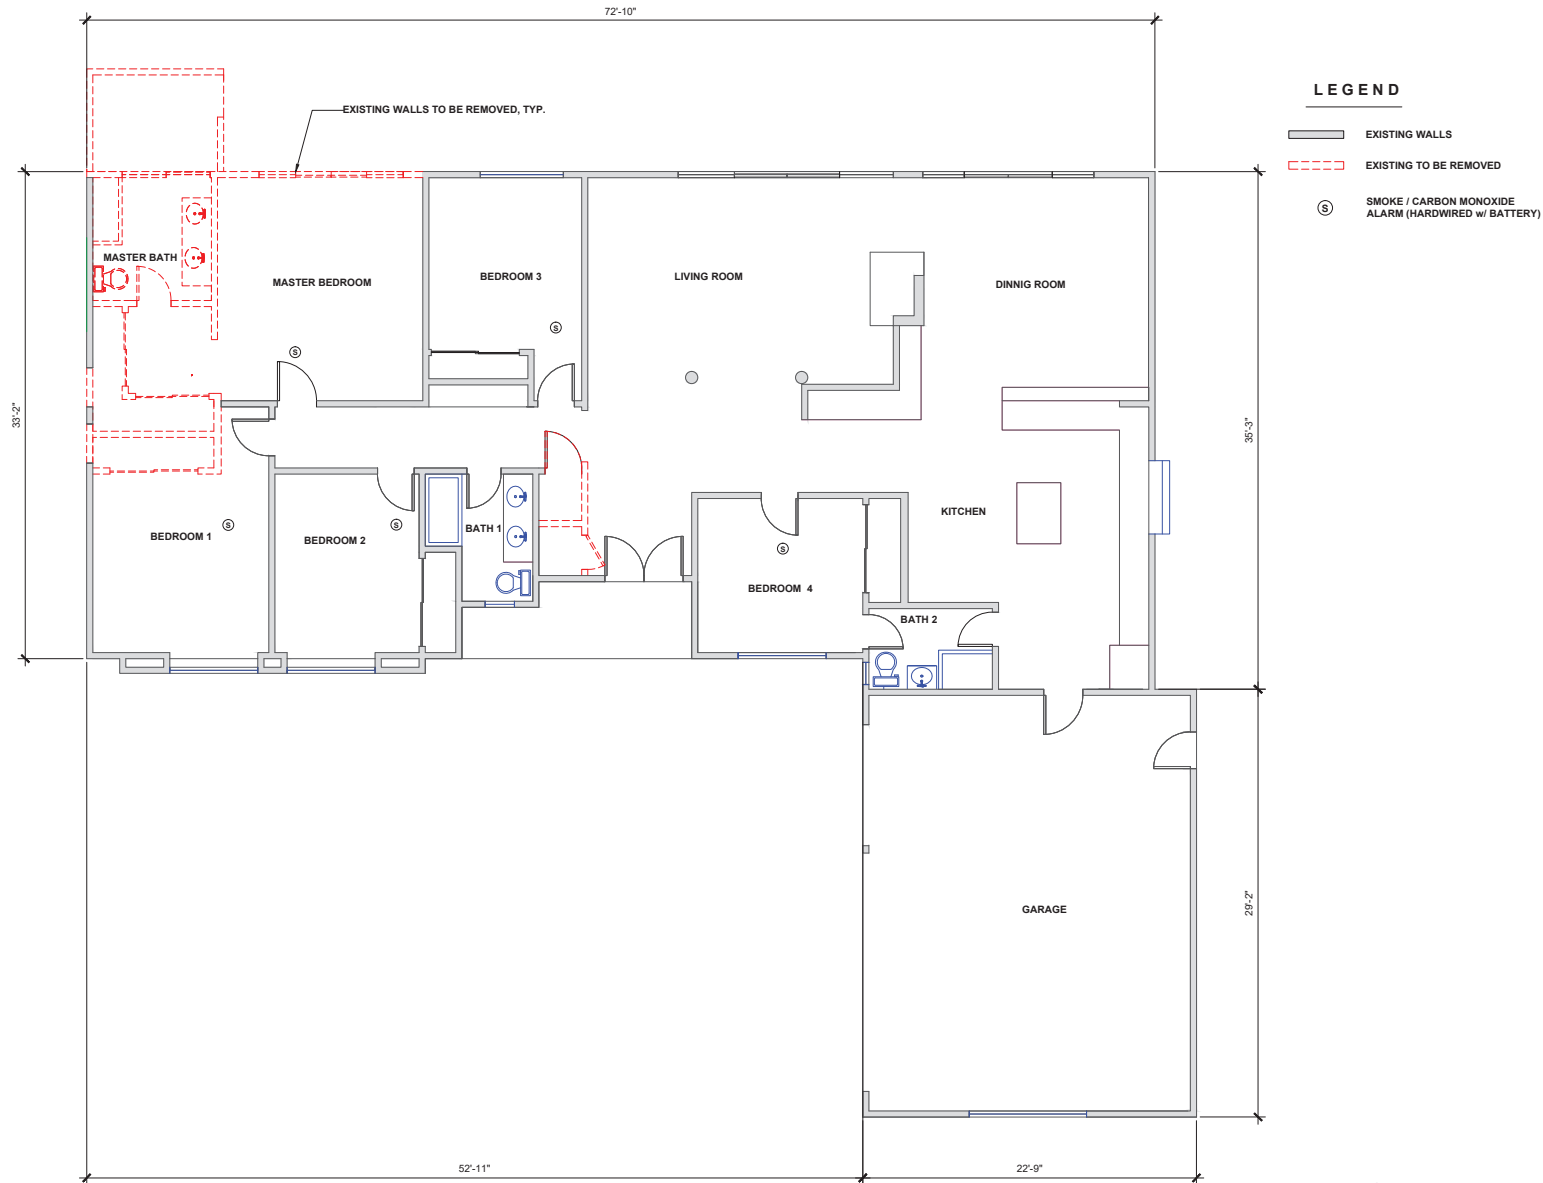 72'-10"
LEGEND
EXISTING WALLS TO BE REMOVED, TYP.
EXISTING WALLS
EXISTING TO BE REMOVED
S
SMOKE / CARBON MONOXIDE
ALARM (HARDWIRED w/ BATTERY)
MASTER BATH
MASTER BEDROOM
BEDROOM 3
LIVING ROOM
DINNIG ROOM
S
S
33'-2"
35'-3"
BEDROOM 1
S
BEDROOM 2
S
BATH 1
KITCHEN
S
BEDROOM 4
BATH 2
GARAGE
29'-2"
52'-11"
22'-9"